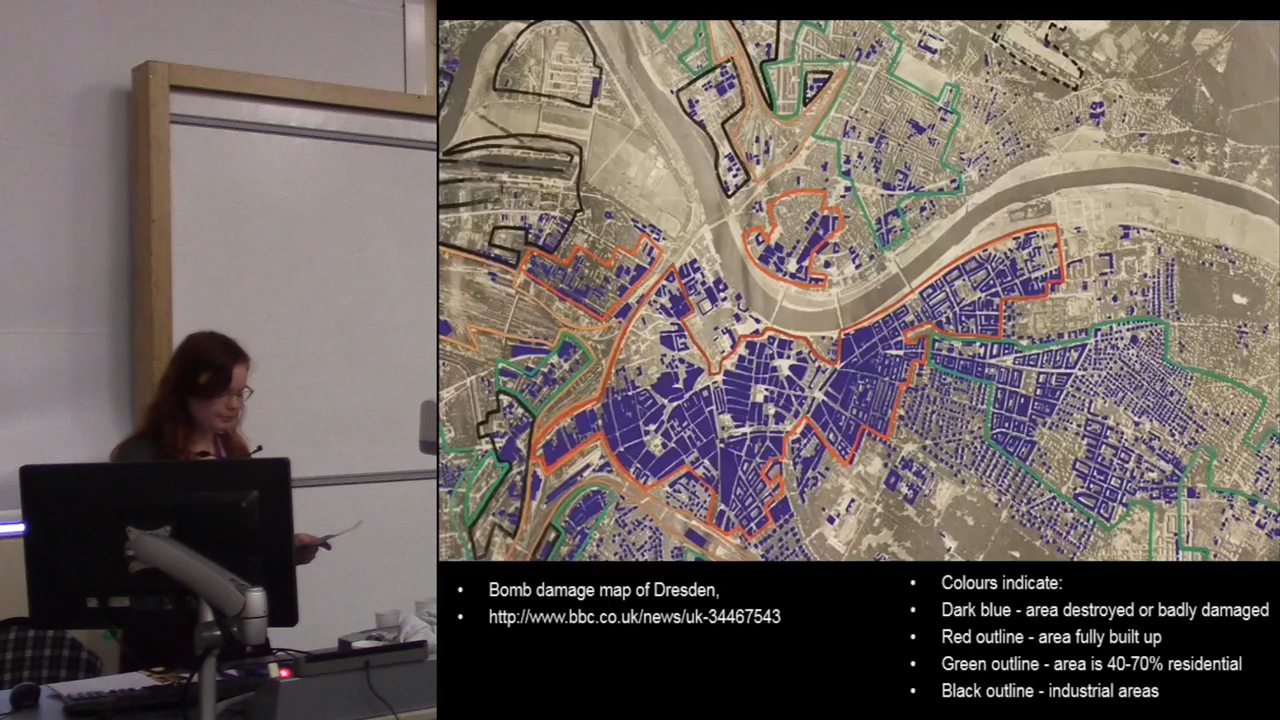 • Bomb damage map of Dresden,
• http://www.bbc.co.uk/news/uk-34467543
• Colours indicate:
• Dark blue - area destroyed or badly damaged
• Red outline - area fully built up
• Green outline - area is 40-70% residential
• Black outline - industrial areas